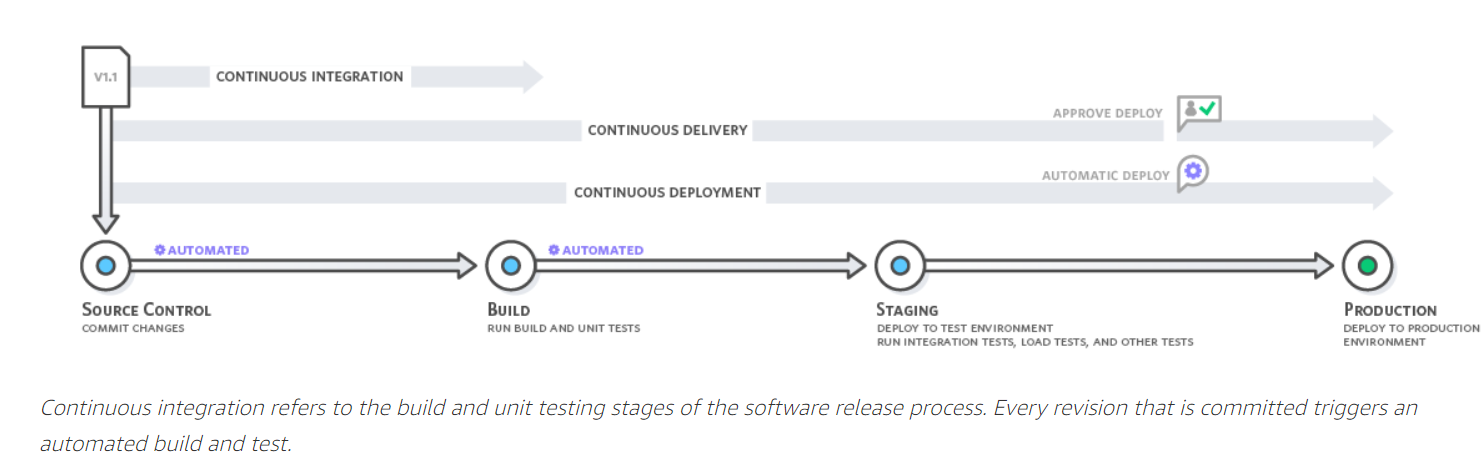 V1.1
CONTINUOUS INTEGRATION
APPROVE DEPLOY
CONTINUOUS DELIVERY
AUTOMATIC DEPLOY
CONTINUOUS DEPLOYMENT
AUTOMATED
AUTOMATED
SOURCE CONTROL
COMMIT CHANGES
BUILD
RUN BUILD AND UNIT TESTS
STAGING
DEPLOY TO TEST ENVIRONMENT
RUN INTEGRATION TESTS, LOAD TESTS, AND OTHER TESTS
PRODUCTION
DEPLOY TO PRODUCTION
ENVIRONMENT
Continuous integration refers to the build and unit testing stages of the software release process. Every revision that is committed triggers an
automated build and test.